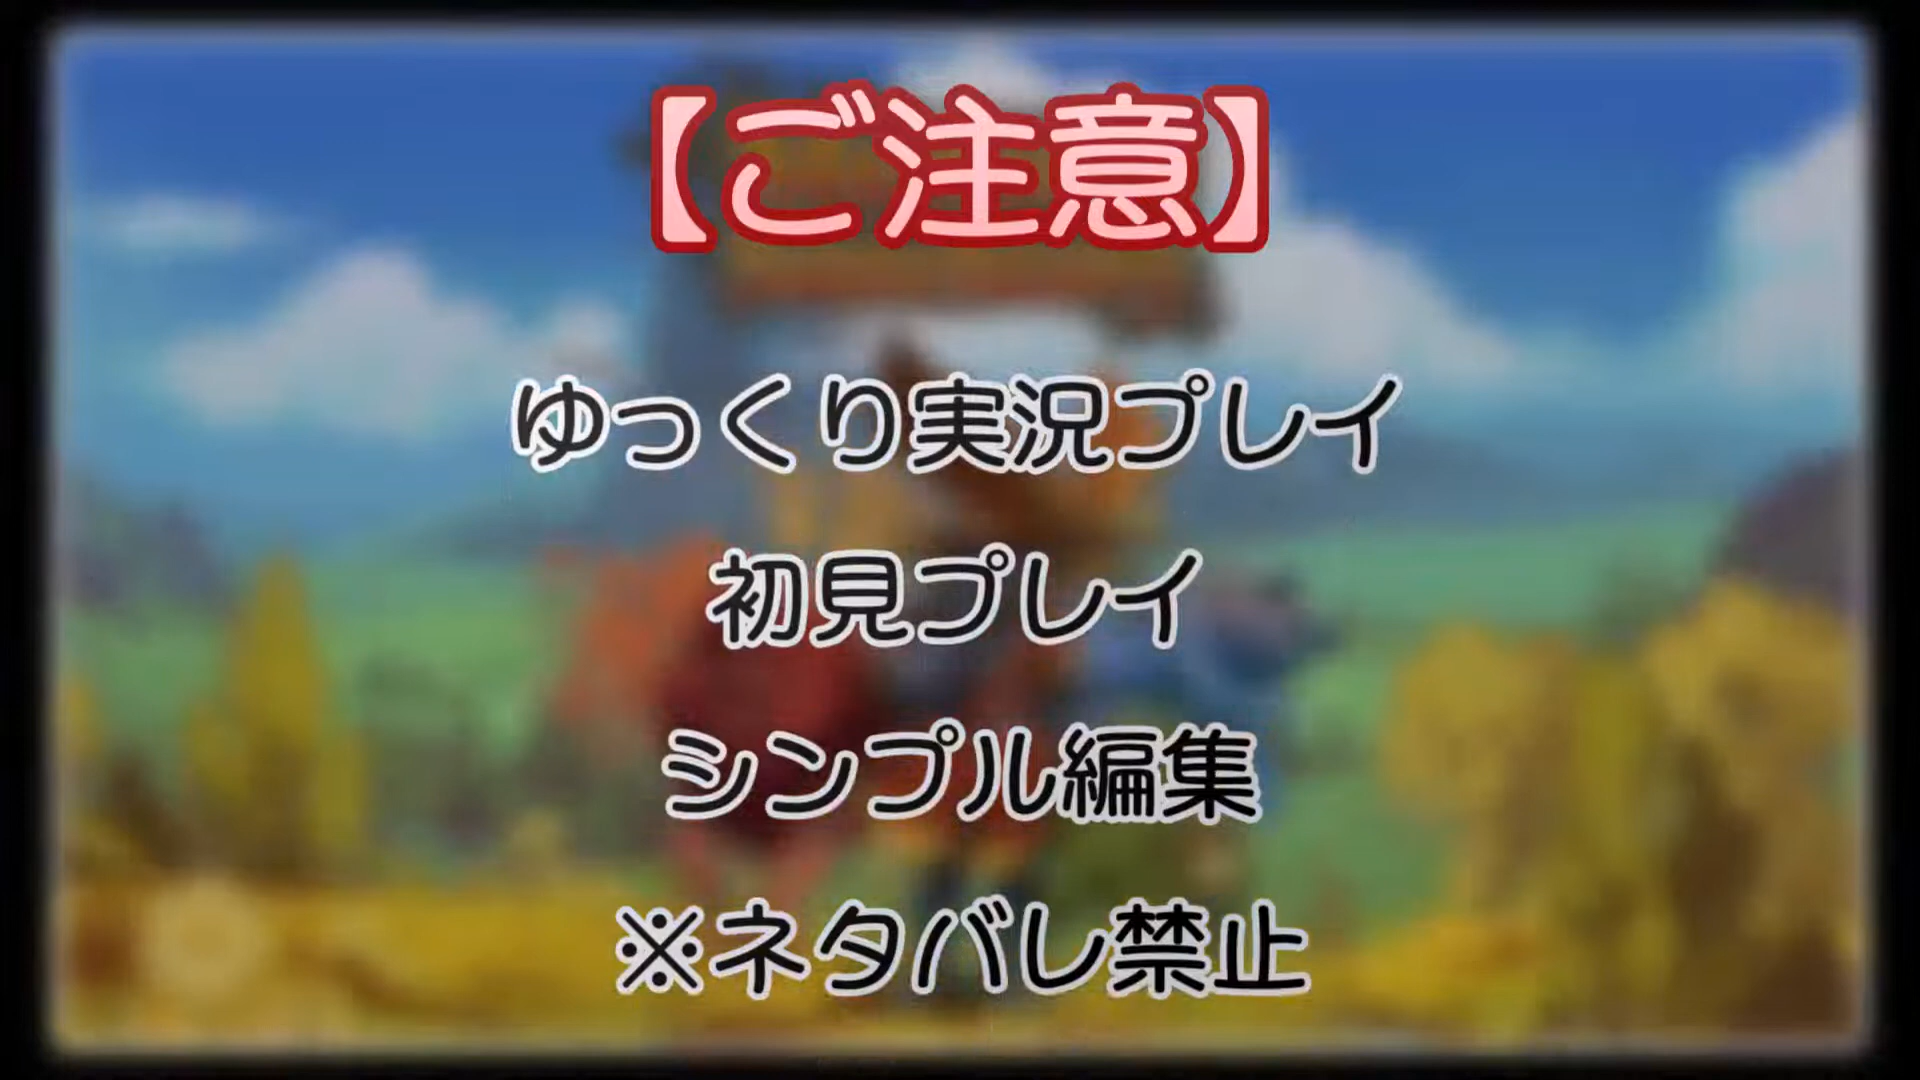 【ご注意】
ゆっくり実況プレイ
初見プレイ
シンプル編集
※ネタバレ禁止